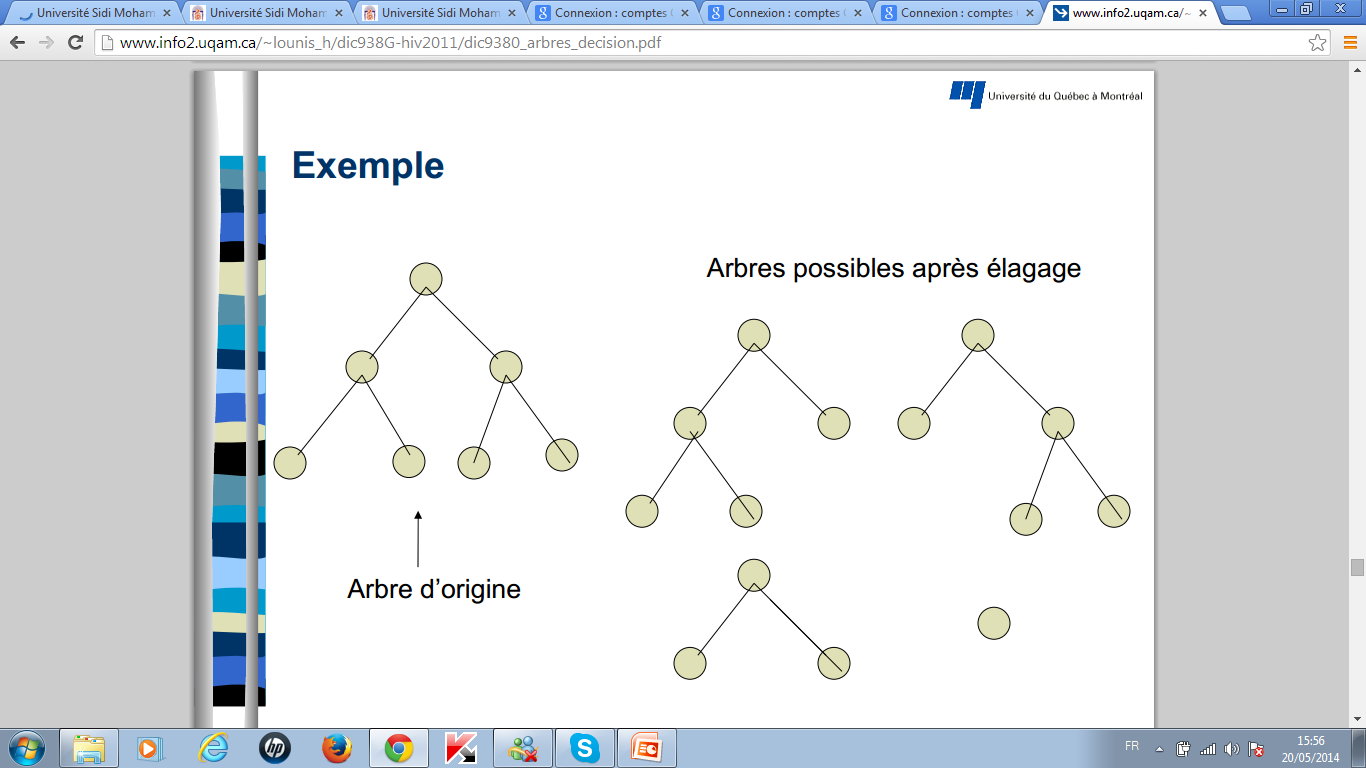 Université Sidi Moham
Université Sidi Moham
Université Sidi Moham
Connexion : comptes
Connexion : comptes
Connexion : comptes
www.info2.uqam.ca/~
www.info2.uqam.ca/~lounis_h/dic938G-hiv2011/dic9380_arbres_decision.pdf
Université du Québec à Montréal
Exemple
Arbres possibles après élagage
Arbre d’origine
hp
FR
15:56
20/05/2014